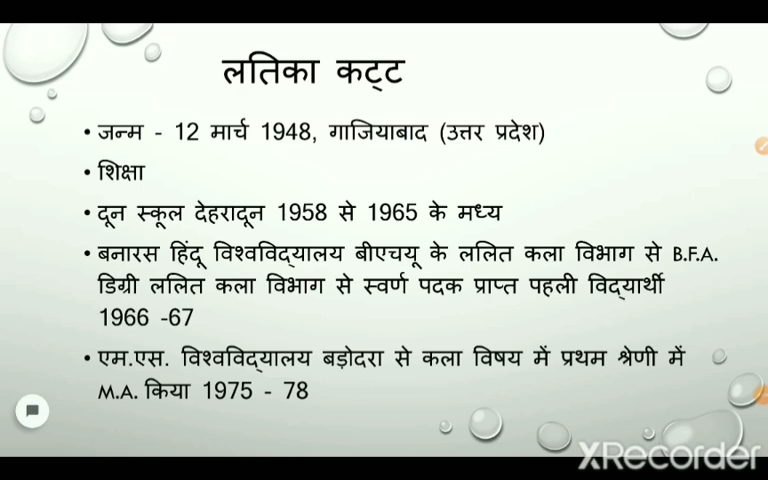 लतिका कट्ट
• जन्म - 12 मार्च 1948, गाजियाबाद (उत्तर प्रदेश)
• शिक्षा
• दून स्कूल देहरादून 1958 से 1965 के मध्य
• बनारस हिंदू विश्वविद्यालय बीएचयू के ललित कला विभाग से B.F.A.
डिग्री ललित कला विभाग से स्वर्ण पदक प्राप्त पहली विद्यार्थी
1966 -67
• एम.एस. विश्वविद्यालय बड़ोदरा से कला विषय में प्रथम श्रेणी में
M.A. किया 1975 - 78
XRecorder